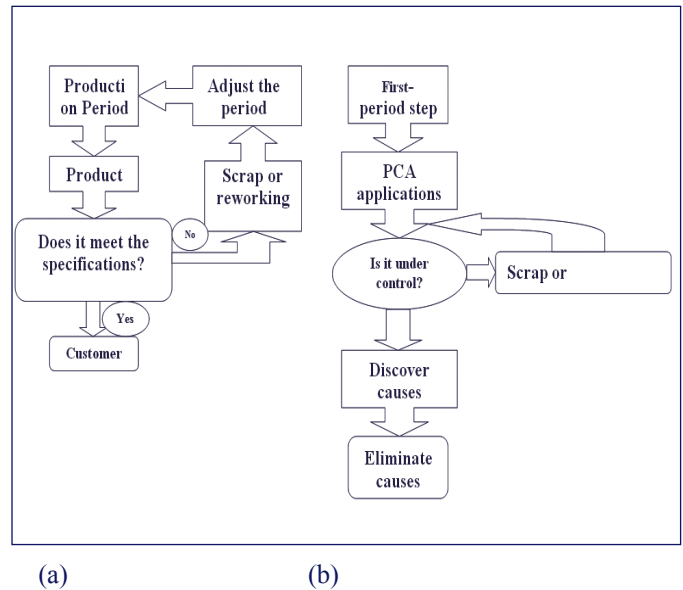 Producti
on Period
Adjust the
period
Product
Scrap or
reworking
Does it meet the
specifications?
No
Yes
Customer
First-
period step
PCA
applications
Is it under
control?
Scrap or
Discover
causes
Eliminate
causes
(a)
(b)